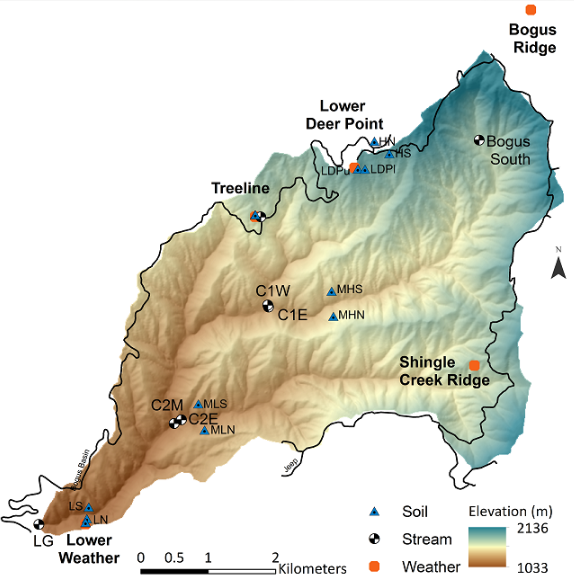 Bogus
Ridge
Lower
Deer Point
HN
HS
Bogus
South
LDPu
LDPl
Treeline
N
C1W
MHS
C1E
MHN
Shingle
Creek Ridge
C2M
MLS
C2E
MLN
Bogus Basin
Jeep
LS
LN
LG
Lower
Weather
Soil
Stream
Weather
Elevation (m)
2136
1033
0 0.5 1 2
Kilometers